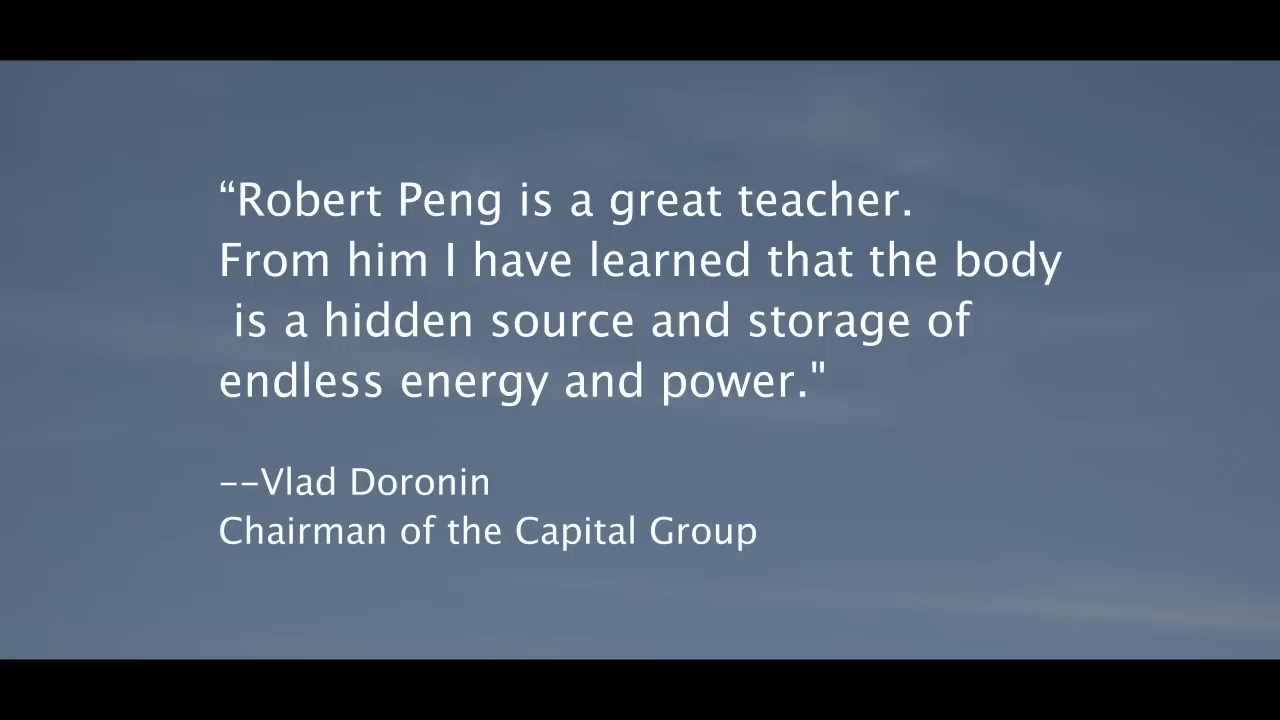 “Robert Peng is a great teacher.
From him I have learned that the body
is a hidden source and storage of
endless energy and power."
--Vlad Doronin
Chairman of the Capital Group